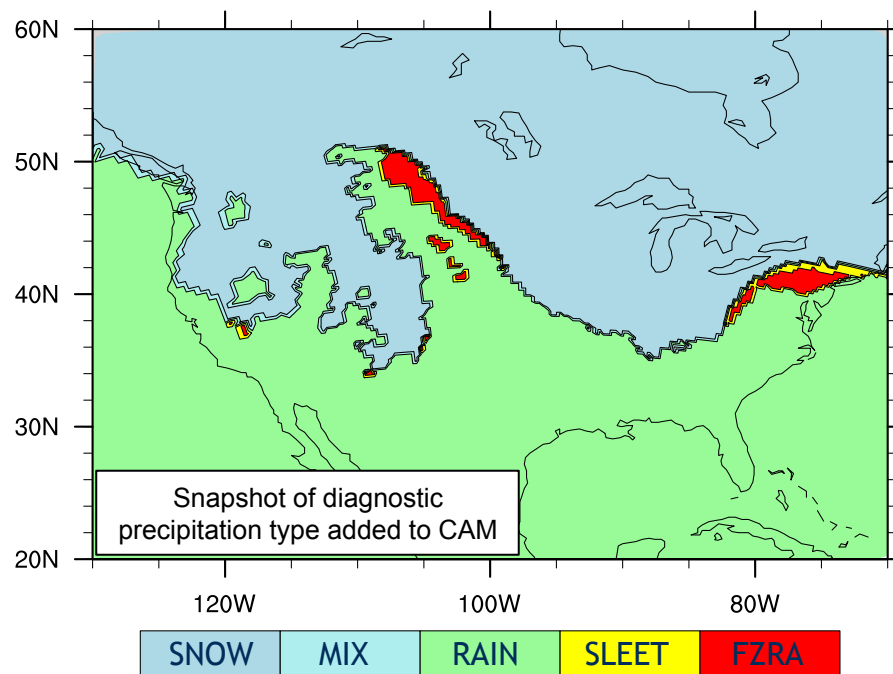 60N
50N
40N
30N
20N
Snapshot of diagnostic
precipitation type added to CAM
120W 100W 80W
SNOW MIX RAIN SLEET FZRA